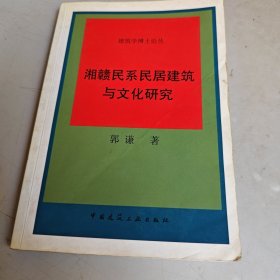 建筑学博士论丛
湘赣民系民居建筑
与文化研究
郭谦 著
中国建筑工业出版社